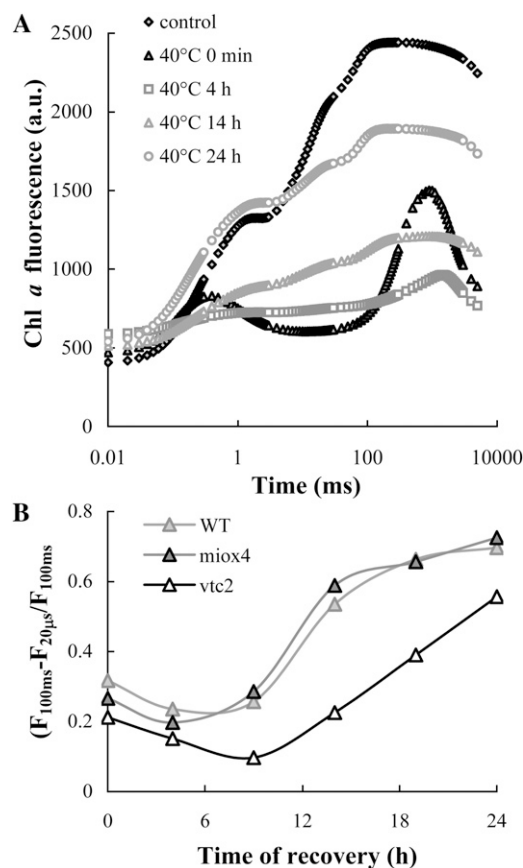 A
Chl a fluorescence (a.u.)
2500
2000
1500
1000
500
0
control
40°C 0 min
40°C 4 h
40°C 14 h
40°C 24 h
0.01
1
100
10000
Time (ms)
B
(F100ms-F20μs/F100ms
0.8
0.6
0.4
0.2
0
WT
miox4
vtc2
0
6
12
18
24
Time of recovery (h)